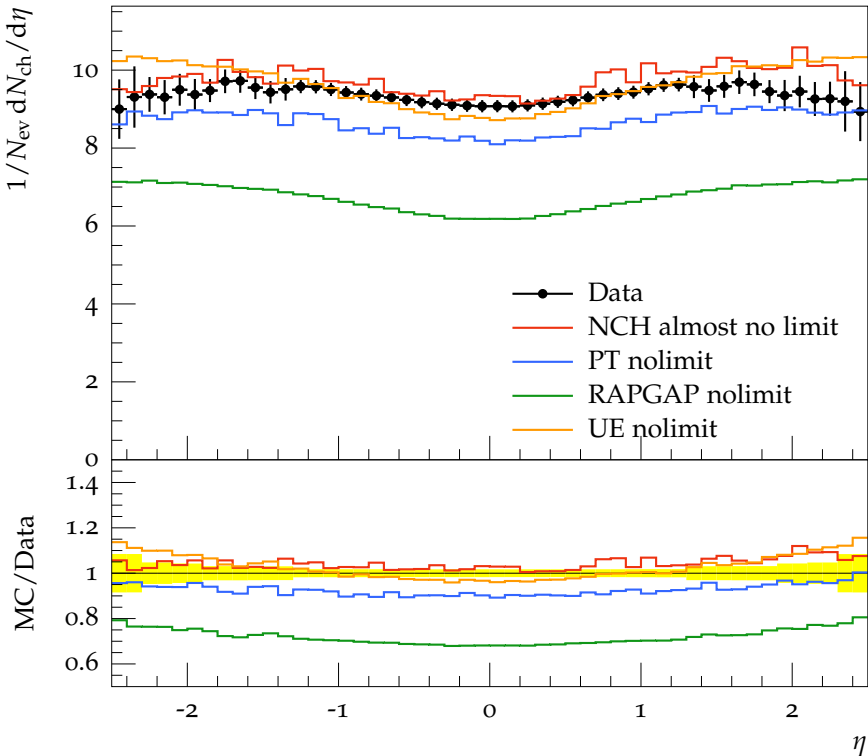 1/N_ev dN_ch/dη
10
8
6
4
2
0
Data
NCH almost no limit
PT nolimit
RAPGAP nolimit
UE nolimit
MC/Data
1.4
1.2
1
0.8
0.6
-2 -1 0 1 2
η